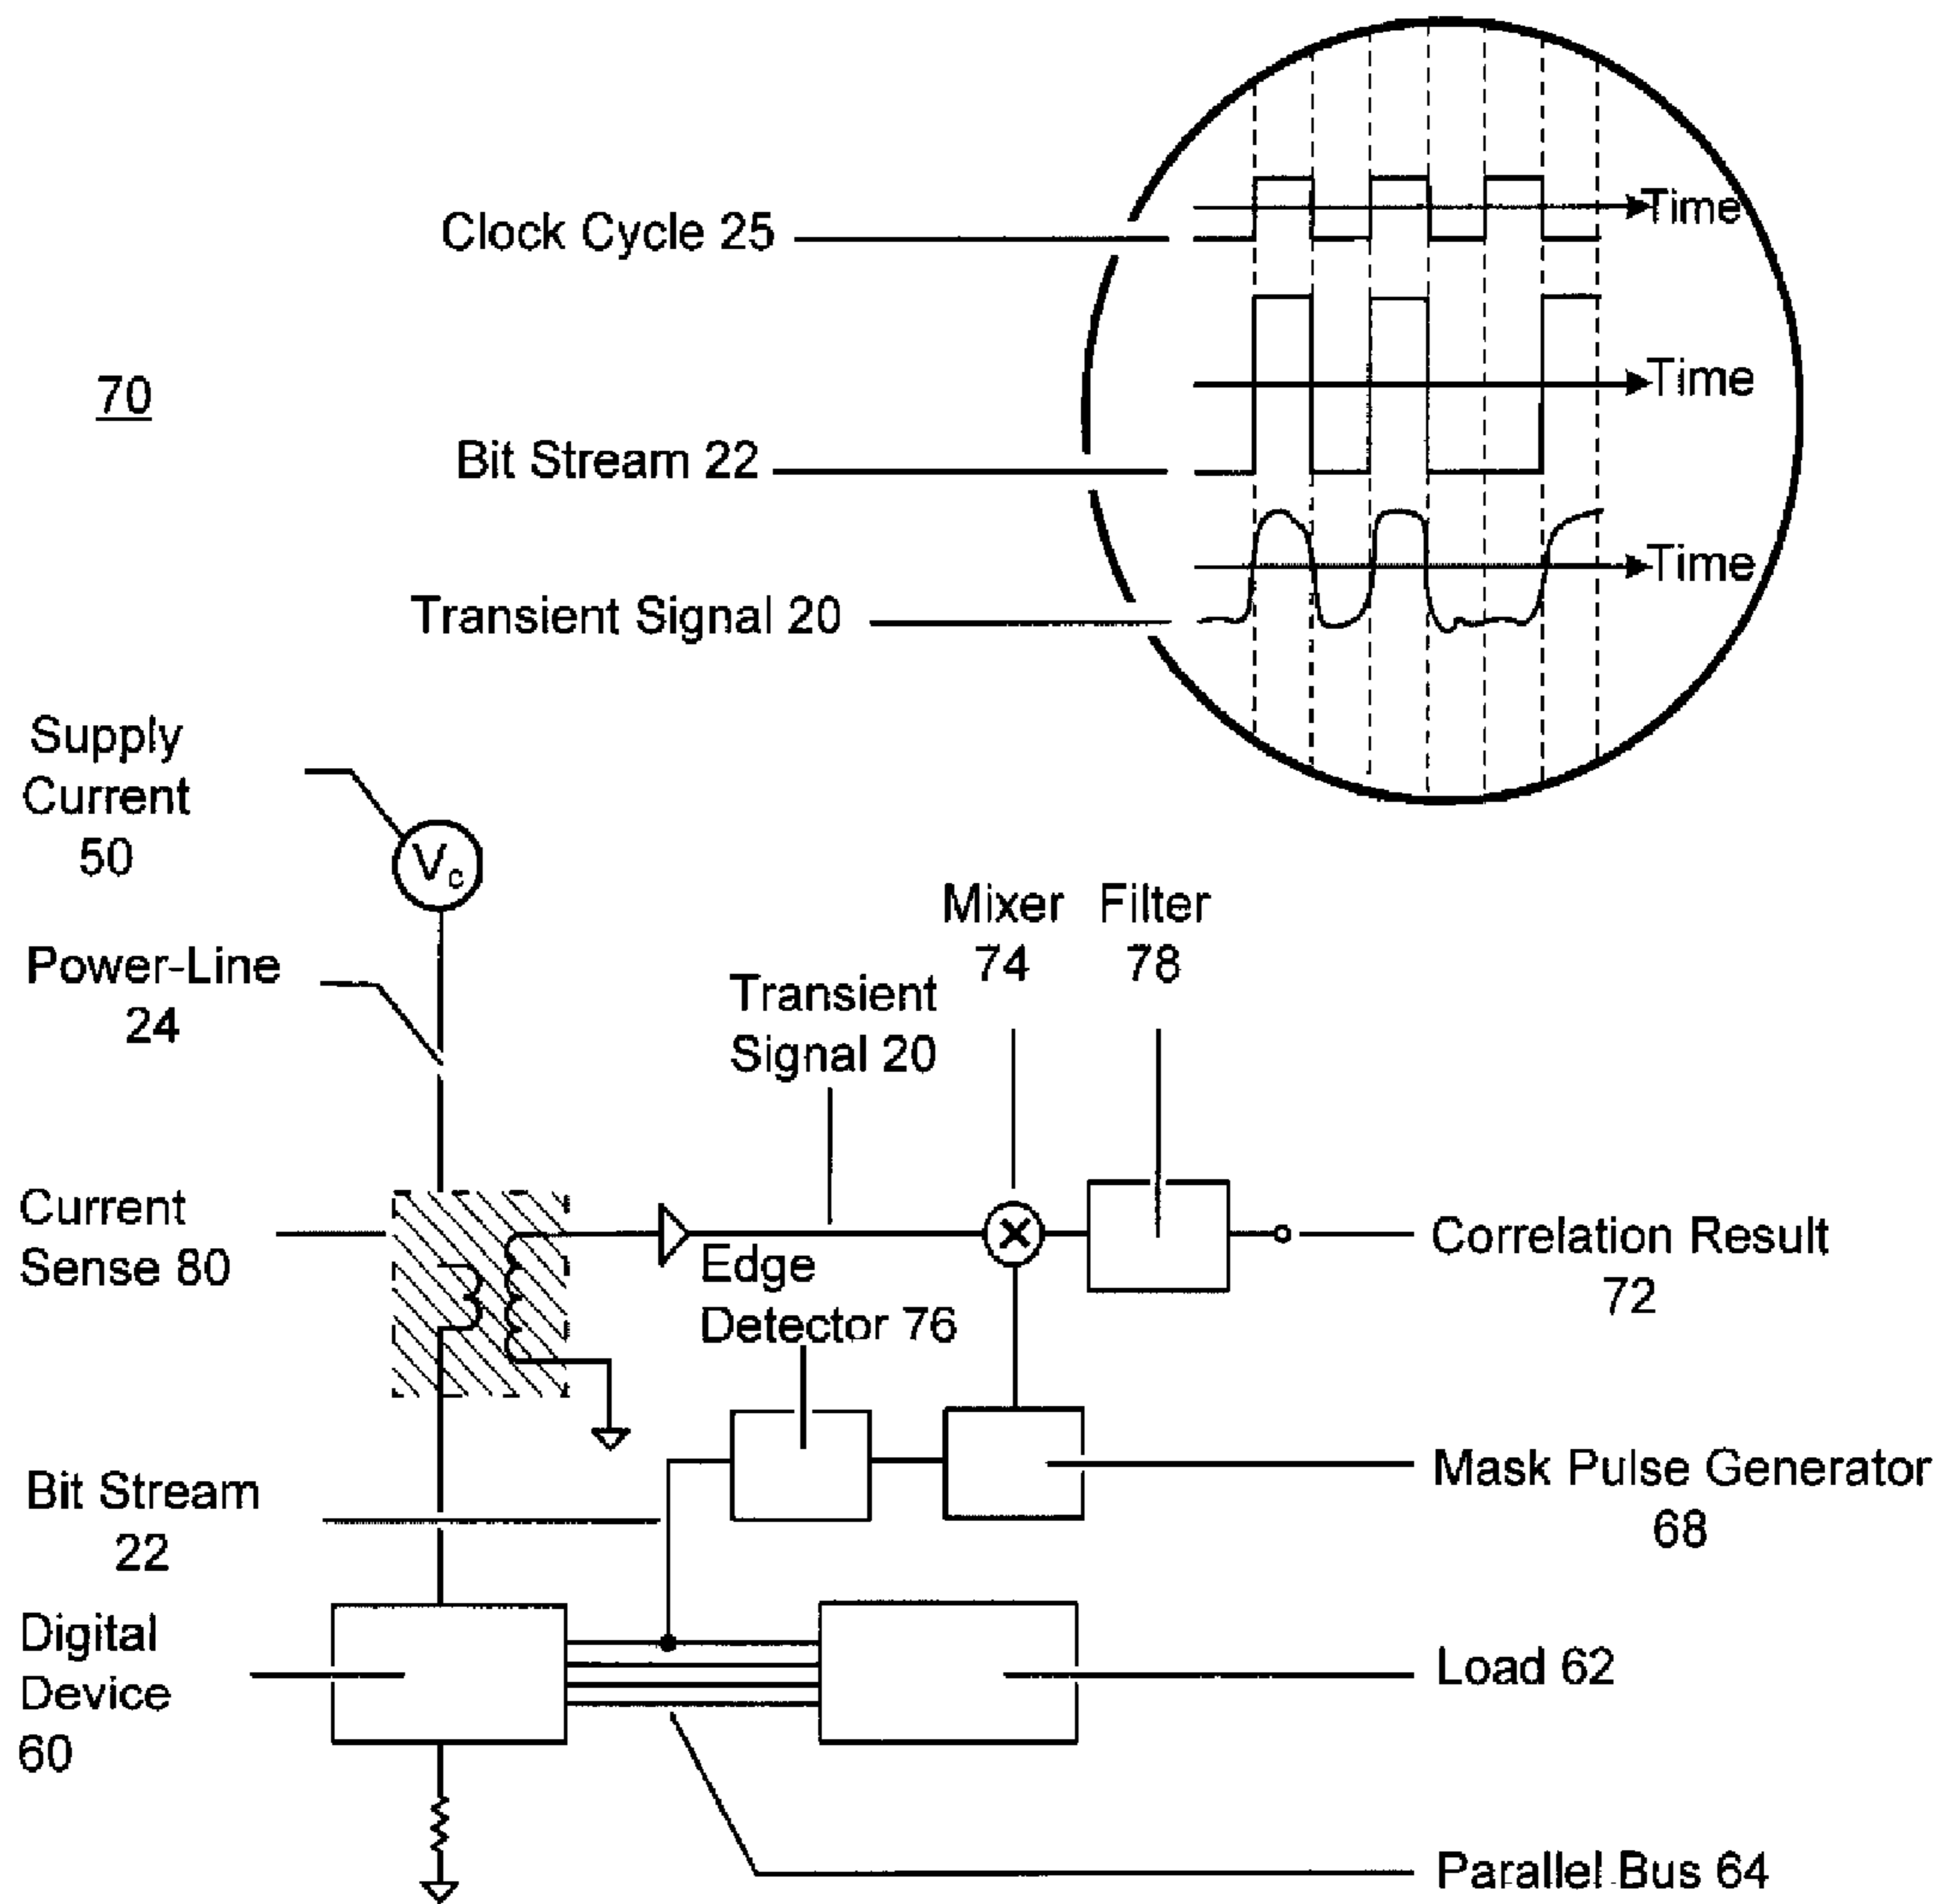 Clock Cycle 25
Time
70
Time
Bit Stream 22
Time
Transient Signal 20
Supply
Current
50
Vc
Power-Line
24
Transient
Signal 20
Mixer
74
Filter
78
Current
Sense 80
Edge
Detector 76
Correlation Result
72
Bit Stream
22
Mask Pulse Generator
68
Digital
Device
60
Load 62
Parallel Bus 64